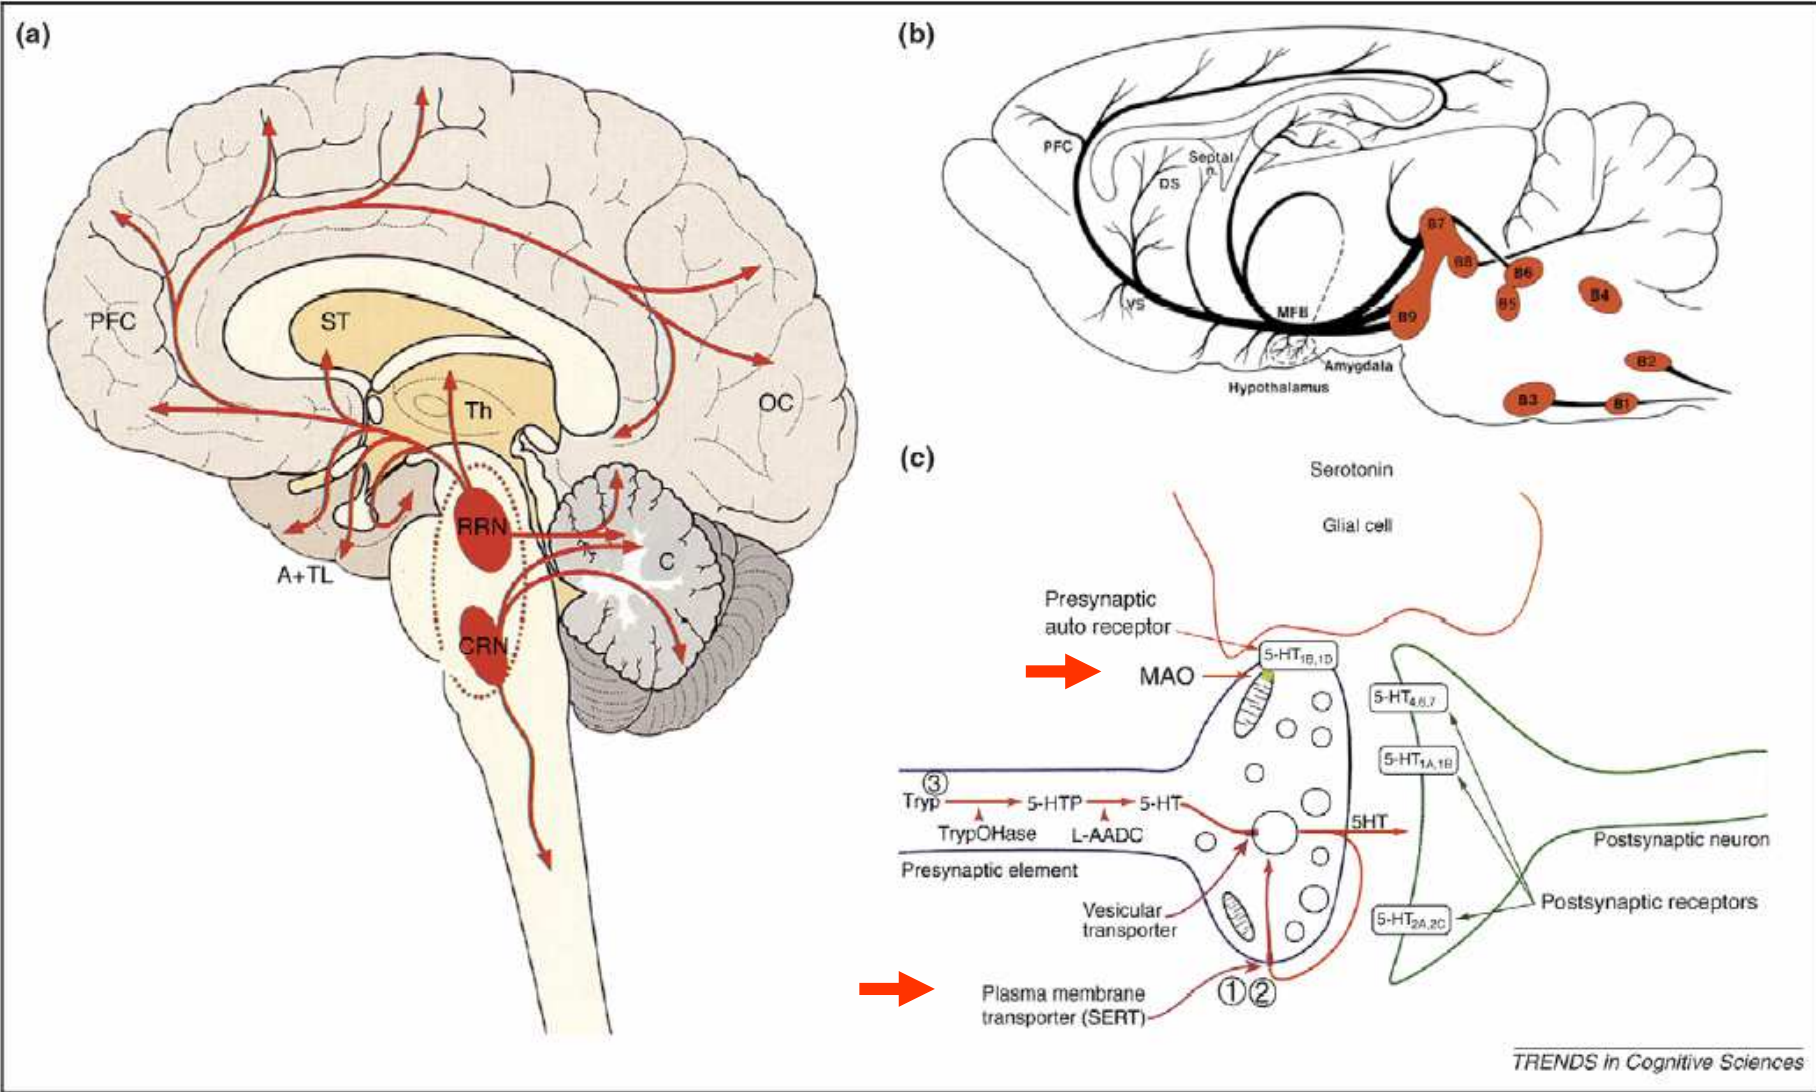 (a)
PFC
ST
Th
OC
RRN
CRN
C
A+TL
(b)
PFC
DS
Septal
n.
VS
MFB
Amygdala
Hypothalamus
B7
B8
B6
B5
B4
B9
B2
B3
B1
(c)
Serotonin
Glial cell
Presynaptic
auto receptor
5-HT1B,1D
MAO
5-HT4,6,7
5-HT1A,1B
③
Tryp
5-HTP
5-HT
5HT
TrypOHase
L-AADC
Presynaptic element
Postsynaptic neuron
Vesicular
transporter
5-HT2A,2C
Postsynaptic receptors
Plasma membrane
transporter (SERT)
① ②
TRENDS in Cognitive Sciences